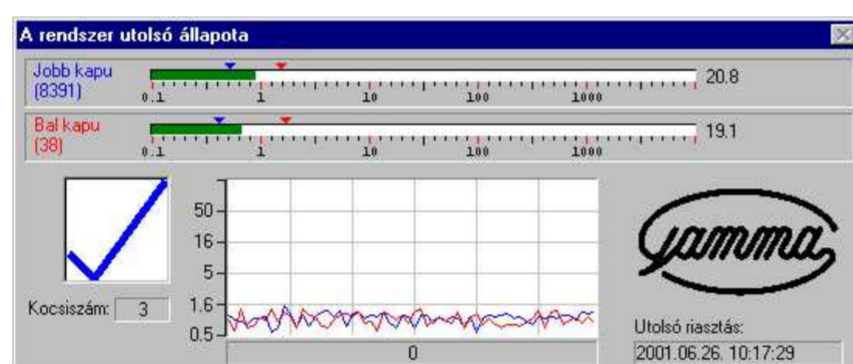 A rendszer utolsó állapota
Jobb kapu
(8391)
20.8
0.1 1 10 100 1000
Bal kapu
(38)
19.1
0.1 1 10 100 1000
50
16
5
1.6
0.5
0
Kocsiszám: 3
Gamma
Utolsó riasztás:
2001.06.26. 10:17:29